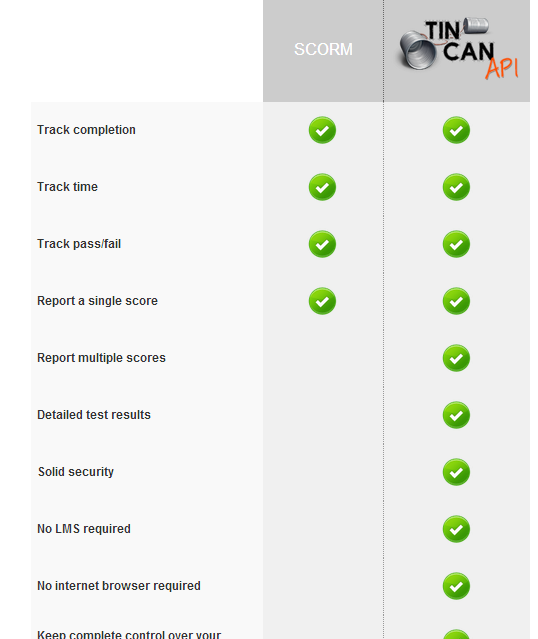 SCORM
TIN
CAN
API
Track completion
Track time
Track pass/fail
Report a single score
Report multiple scores
Detailed test results
Solid security
No LMS required
No internet browser required
Keep complete control over your